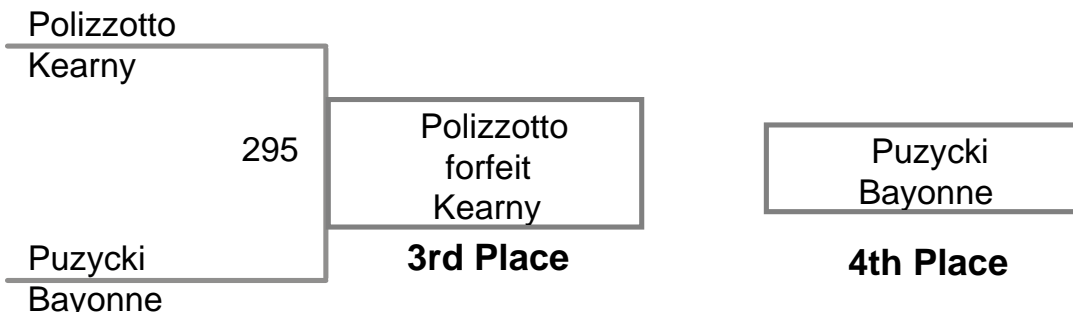 Polizzotto
Kearny
295
Polizzotto
forfeit
Kearny
3rd Place
Puzycki
Bayonne
4th Place
Puzycki
Bayonne